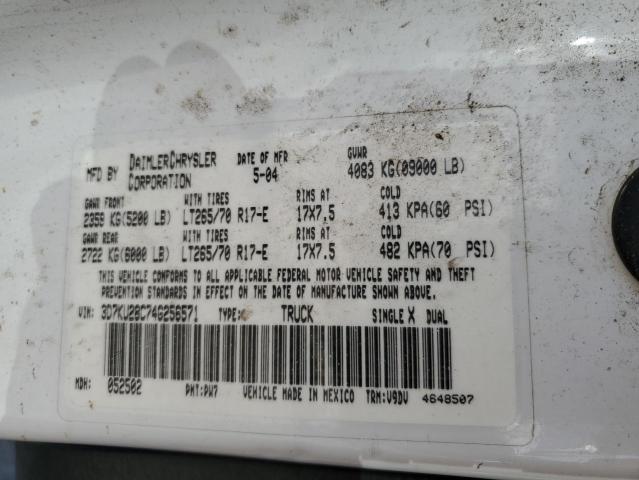 MFD BY DAIMLERCHRYSLER CORPORATION DATE OF MFR 5-04 GVWR 4083 KG(09000 LB)
GAWR FRONT WITH TIRES RIMS AT COLD
2359 KG(5200 LB) LT265/70 R17-E 17X7.5 413 KPA(60 PSI)
GAWR REAR WITH TIRES RIMS AT COLD
2722 KG(6000 LB) LT265/70 R17-E 17X7.5 482 KPA(70 PSI)
THIS VEHICLE CONFORMS TO ALL APPLICABLE FEDERAL MOTOR VEHICLE SAFETY AND THEFT
PREVENTION STANDARDS IN EFFECT ON THE DATE OF MANUFACTURE SHOWN ABOVE.
VIN: 3D7KU28C74G256571 TYPE: TRUCK SINGLE X DUAL
MDH: 052502 PNT:PW7 VEHICLE MADE IN MEXICO TRM:V9DV 4648507